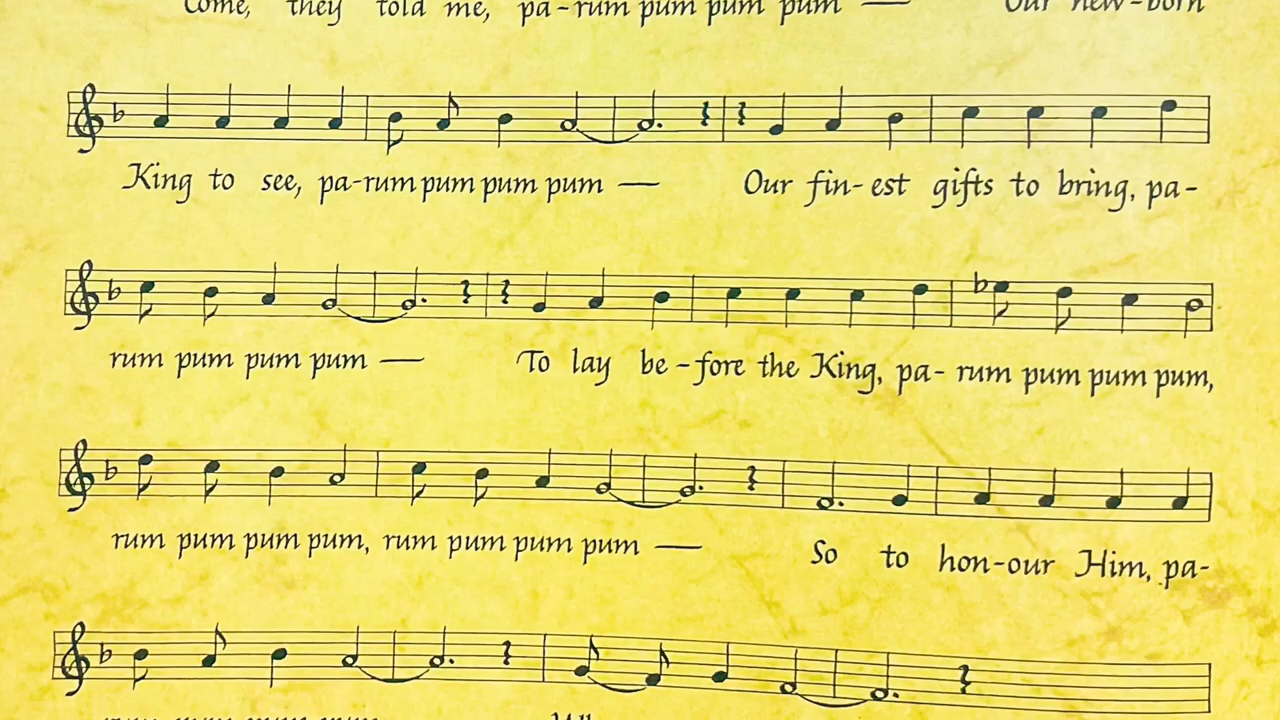 Come, they told me, pa-rum pum pum pum — Our new-born
King to see, pa-rum pum pum pum — Our fin-est gifts to bring, pa-
rum pum pum pum — To lay be-fore the King, pa-rum pum pum pum,
rum pum pum pum, rum pum pum pum — So to hon-our Him, pa-